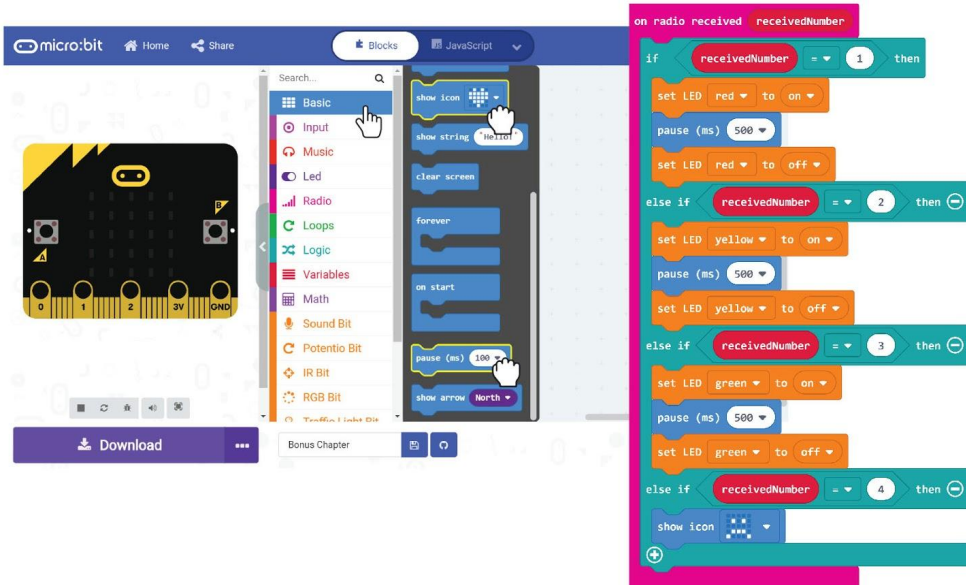 micro:bit Home Share Blocks JavaScript
Search...
Basic
Input
Music
Led
Radio
Loops
Logic
Variables
Math
Sound Bit
Potentio Bit
IR Bit
RGB Bit
Traffic Light Bit
show icon
show string "Hello!"
clear screen
forever
on start
pause (ms) 100
show arrow North
B
A
0 1 2 3V GND
Download
Bonus Chapter
on radio received receivedNumber
if receivedNumber = 1 then
set LED red to on
pause (ms) 500
set LED red to off
else if receivedNumber = 2 then
set LED yellow to on
pause (ms) 500
set LED yellow to off
else if receivedNumber = 3 then
set LED green to on
pause (ms) 500
set LED green to off
else if receivedNumber = 4 then
show icon